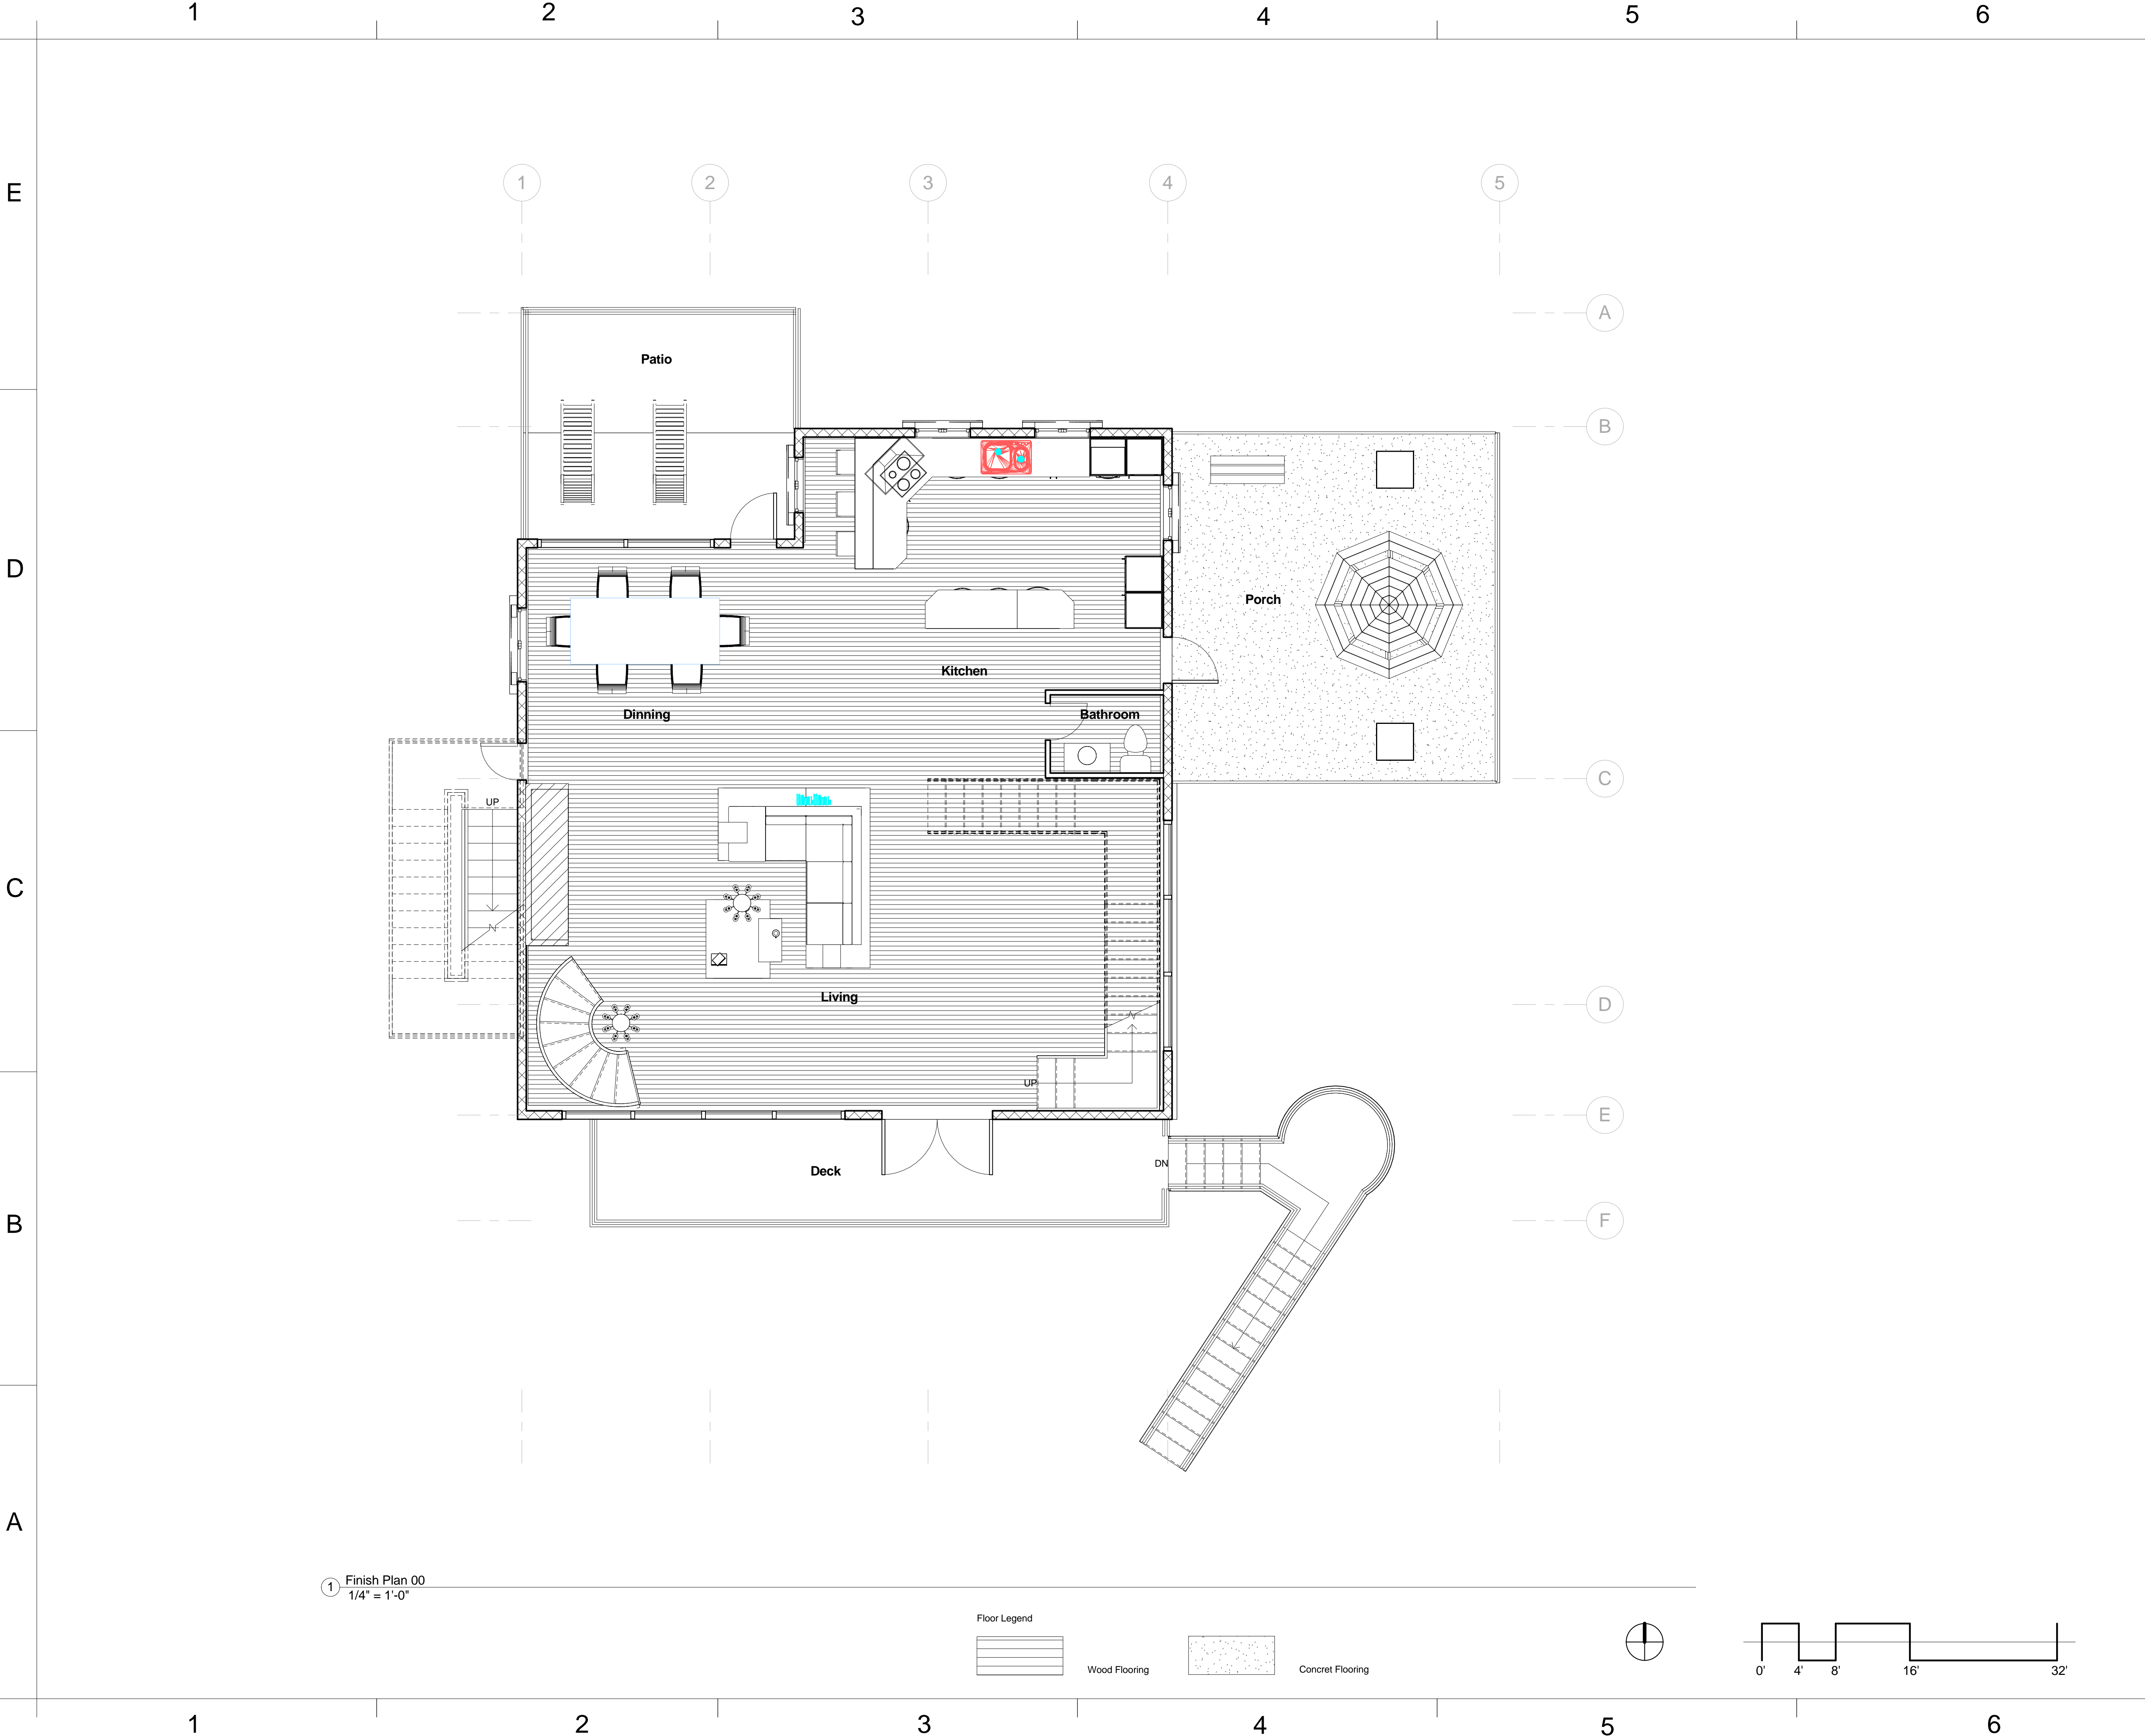 1 2 3 4 5 6
E
1 2 3 4 5
A
Patio
B
D
Porch
Kitchen
Dinning
Bathroom
C
UP
C
Living
D
UP
E
DN
Deck
B
F
A
1 Finish Plan 00
1/4" = 1'-0"
Floor Legend
Wood Flooring
Concret Flooring
0' 4' 8' 16' 32'
1 2 3 4 5 6